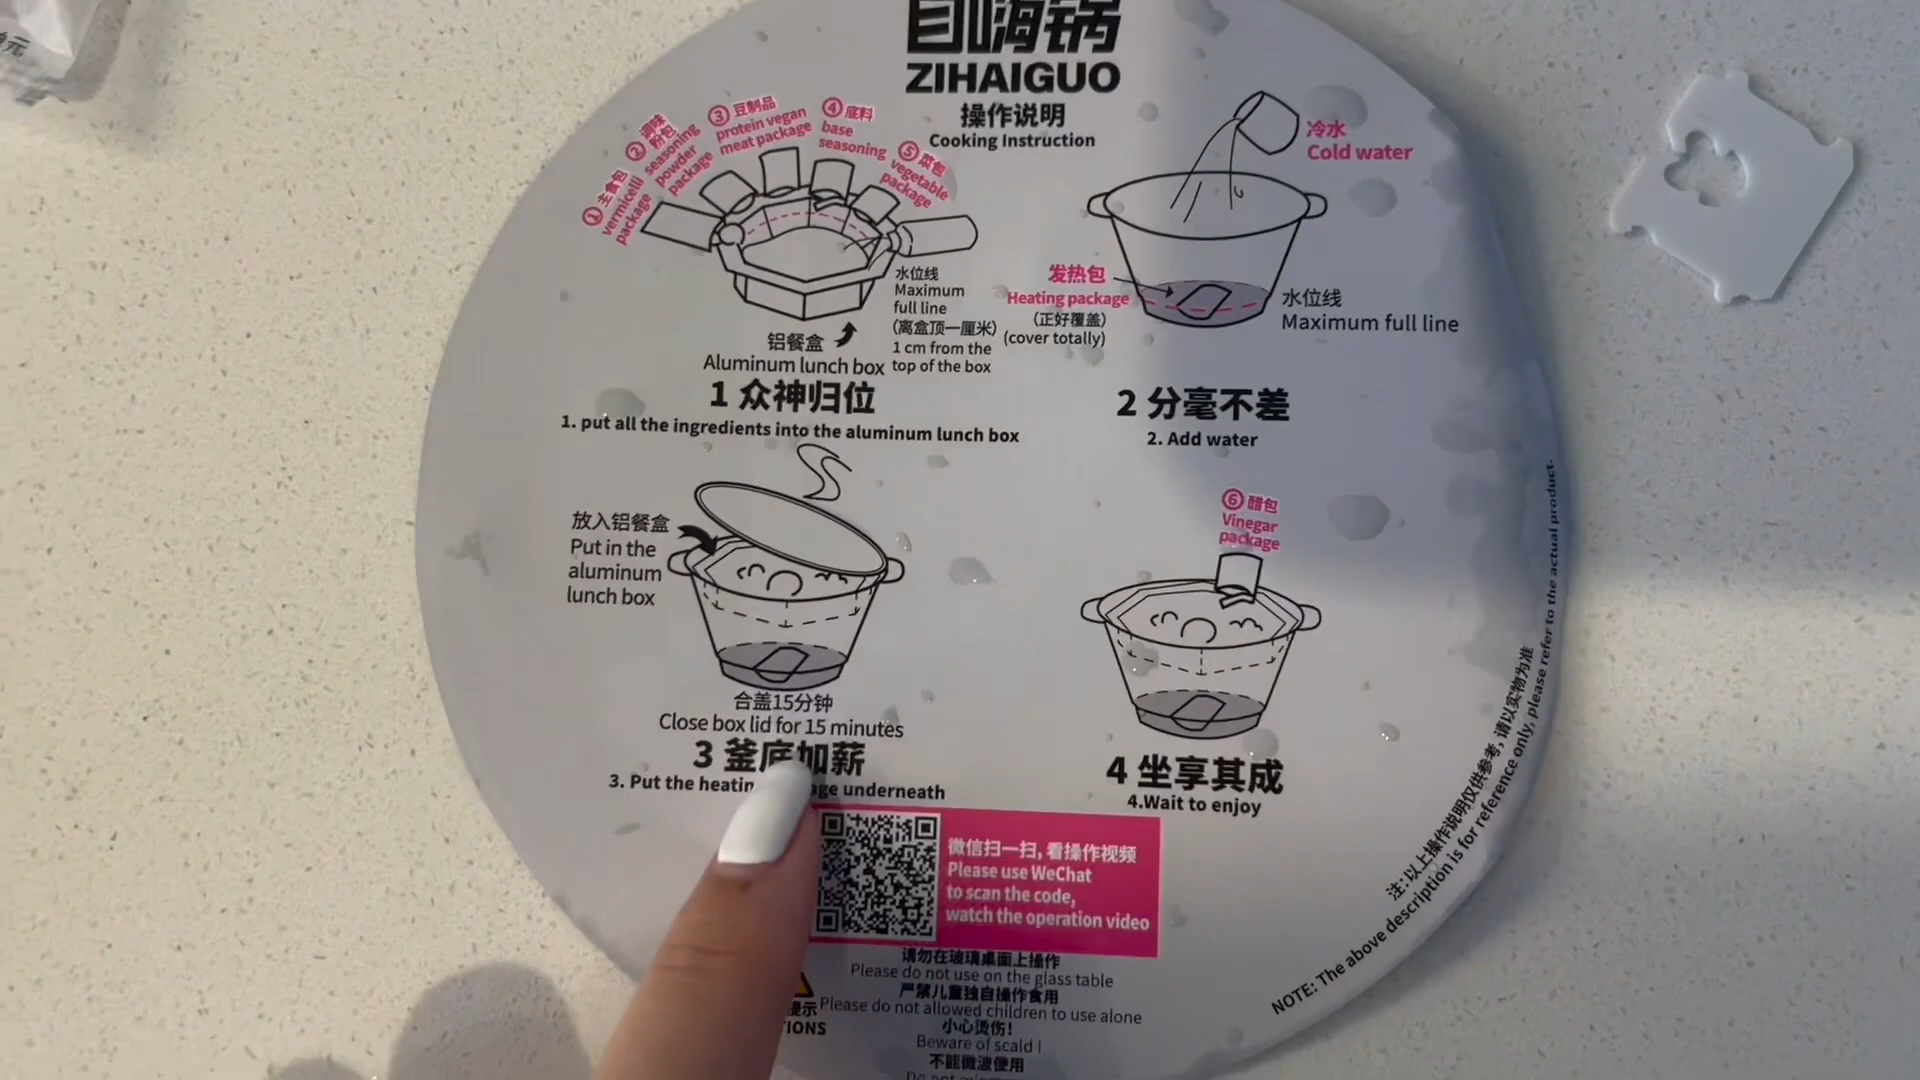 元
自嗨锅
ZIHAIGUO
操作说明
Cooking Instruction
① 主食包
vermicelli
package
② 调味
粉包
seasoning
powder
package
③ 豆制品
protein vegan
meat package
④ 底料
base
seasoning
⑤ 菜包
vegetable
package
水位线
Maximum
full line
(离盒顶一厘米)
1 cm from the
top of the box
铝餐盒
Aluminum lunch box
1 众神归位
1. put all the ingredients into the aluminum lunch box
冷水
Cold water
发热包
Heating package
(正好覆盖)
(cover totally)
水位线
Maximum full line
2 分毫不差
2. Add water
放入铝餐盒
Put in the
aluminum
lunch box
合盖15分钟
Close box lid for 15 minutes
3 釜底加薪
3. Put the heatin age underneath
⑥ 醋包
Vinegar
package
4 坐享其成
4.Wait to enjoy
微信扫一扫,看操作视频
Please use WeChat
to scan the code,
watch the operation video
请勿在玻璃桌面上操作
Please do not use on the glass table
严禁儿童独自操作食用
Please do not allowed children to use alone
小心烫伤!
Beware of scald !
不能微波使用
提示
IONS
注:以上操作说明仅供参考,请以实物为准
NOTE: The above description is for reference only, please refer to the actual product.